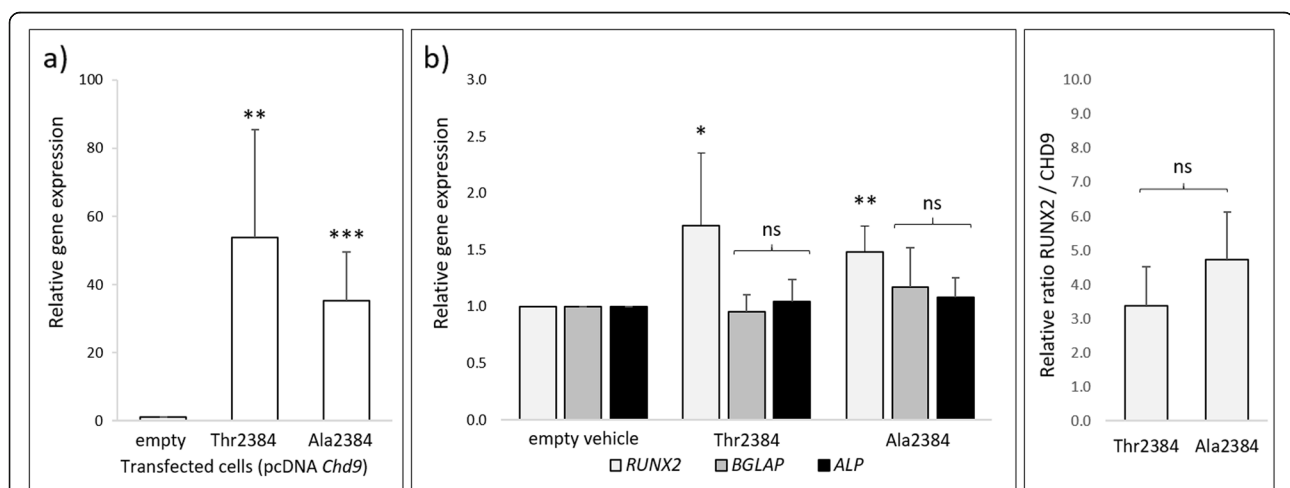 a)
Relative gene expression
100
80
60
40
20
0
**
***
empty Thr2384 Ala2384
Transfected cells (pcDNA Chd9)
b)
Relative gene expression
3.0
2.5
2.0
1.5
1.0
0.5
0.0
*
ns
**
ns
empty vehicle Thr2384 Ala2384
RUNX2 BGLAP ALP
Relative ratio RUNX2 / CHD9
10.0
9.0
8.0
7.0
6.0
5.0
4.0
3.0
2.0
1.0
0.0
ns
Thr2384 Ala2384